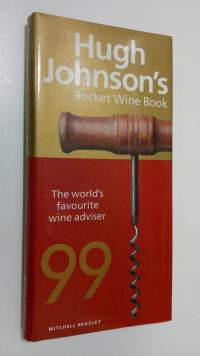 Hugh
Johnson's
Pocket Wine Book
The world's
favourite
wine adviser
99
MITCHELL BEAZLEY